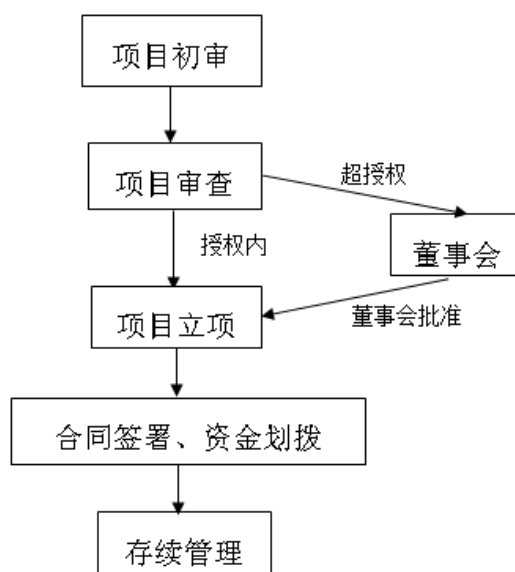 项目初审
项目审查
超授权
授权内
董事会
董事会批准
项目立项
合同签署、资金划拨
存续管理